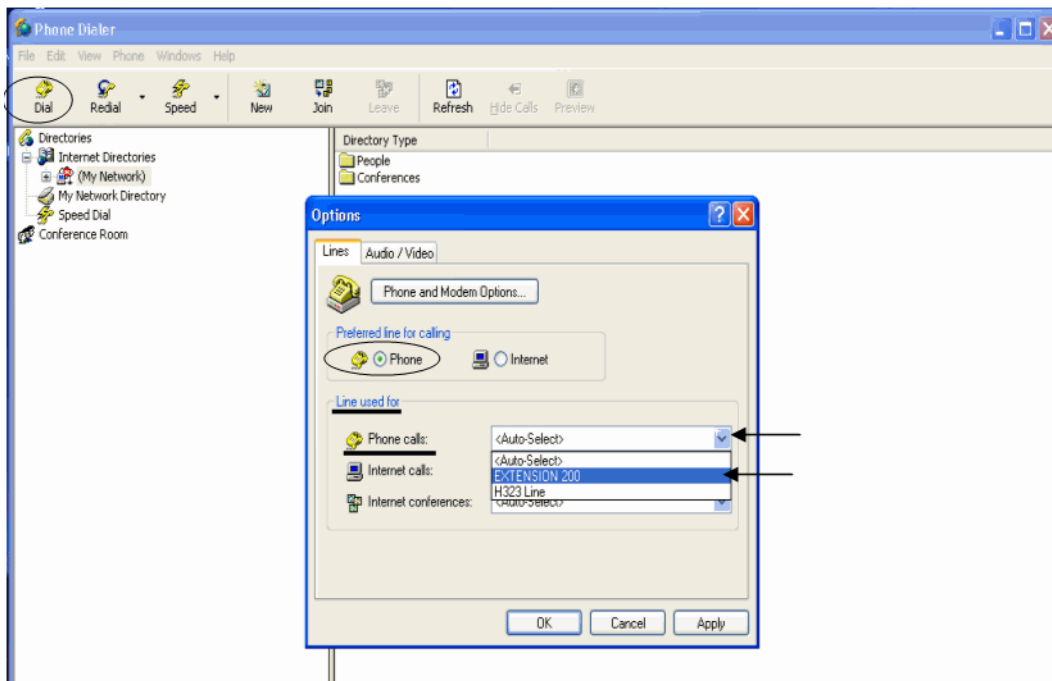 Phone Dialer
File Edit View Phone Windows Help
Dial Redial Speed New Join Leave Refresh Hide Calls Preview
Directories
Internet Directories
(My Network)
My Network Directory
Speed Dial
Conference Room
Directory Type
People
Conferences
Options
Lines Audio / Video
Phone and Modem Options...
Preferred line for calling
Phone Internet
Line used for
Phone calls: <Auto-Select>
<Auto-Select>
EXTENSION 200
H323 Line
Internet calls:
Internet conferences: <Auto-Select>
OK Cancel Apply